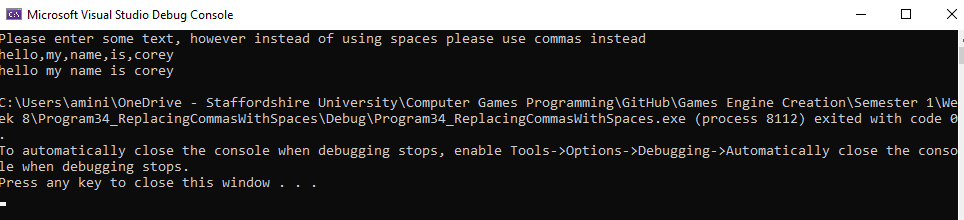 Microsoft Visual Studio Debug Console
Please enter some text, however instead of using spaces please use commas instead
hello,my,name,is,corey
hello my name is corey
C:\Users\amini\OneDrive - Staffordshire University\Computer Games Programming\GitHub\Games Engine Creation\Semester 1\We
ek 8\Program34_ReplacingCommasWithSpaces\Debug\Program34_ReplacingCommasWithSpaces.exe (process 8112) exited with code 0
.
To automatically close the console when debugging stops, enable Tools->Options->Debugging->Automatically close the conso
le when debugging stops.
Press any key to close this window . . .